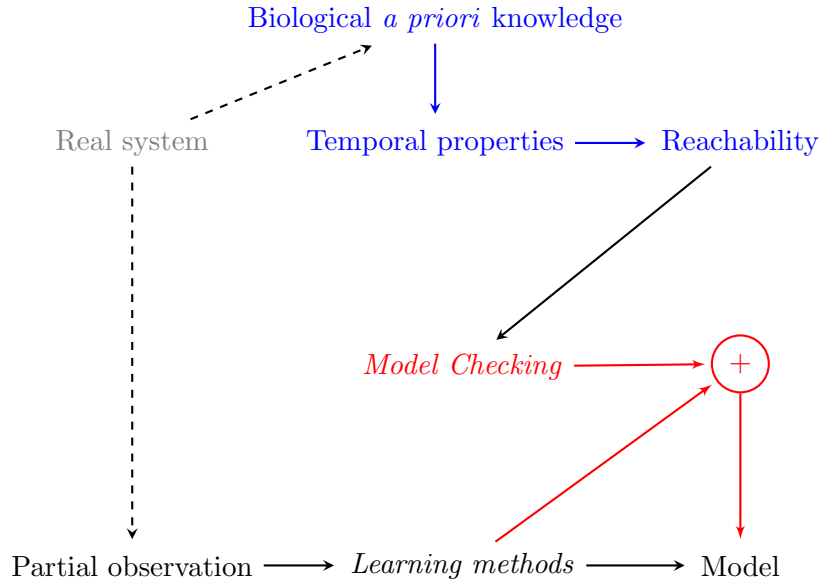 Biological a priori knowledge
Real system
Temporal properties
Reachability
Model Checking
+
Partial observation
Learning methods
Model